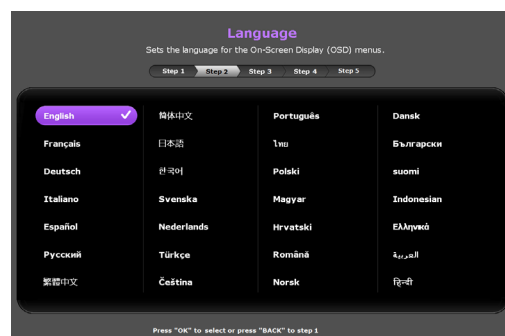 Language
Sets the language for the On-Screen Display (OSD) menus.
Step 1 Step 2 Step 3 Step 4 Step 5
English 简体中文 Português Dansk
Français 日本語 ไทย Български
Deutsch 한국어 Polski suomi
Italiano Svenska Magyar Indonesian
Español Nederlands Hrvatski Ελληνικά
Русский Türkçe Română العربية
繁體中文 Čeština Norsk हिन्दी
Press "OK" to select or press "BACK" to step 1